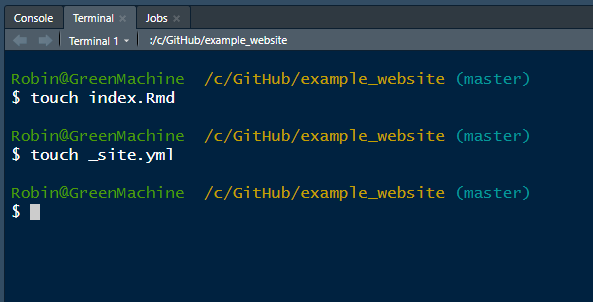 Console Terminal × Jobs ×
Terminal 1 :/c/GitHub/example_website
Robin@GreenMachine /c/GitHub/example_website (master)
$ touch index.Rmd
Robin@GreenMachine /c/GitHub/example_website (master)
$ touch _site.yml
Robin@GreenMachine /c/GitHub/example_website (master)
$